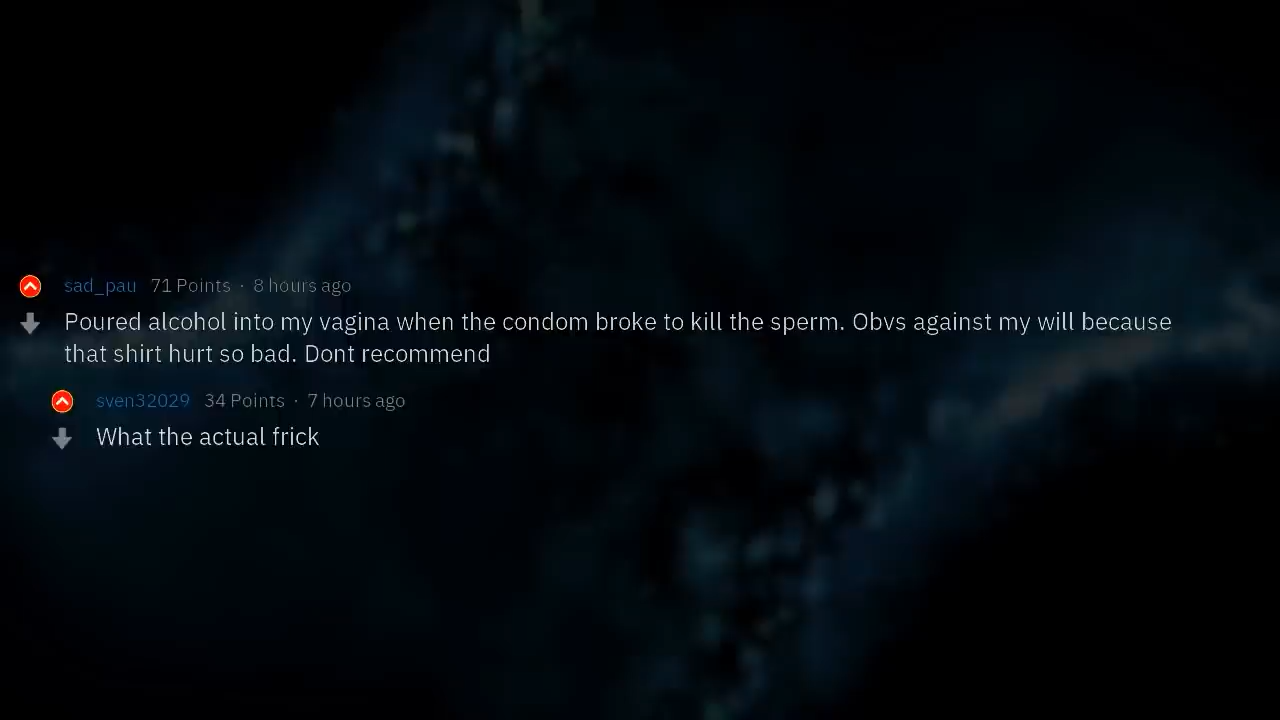 sad_pau 71 Points · 8 hours ago
Poured alcohol into my vagina when the condom broke to kill the sperm. Obvs against my will because
that shirt hurt so bad. Dont recommend
sven32029 34 Points · 7 hours ago
What the actual frick